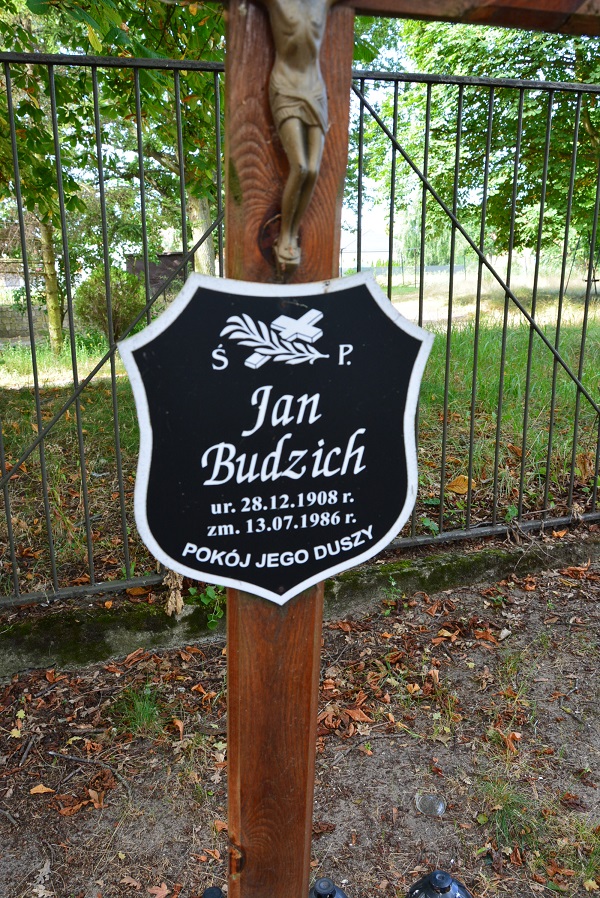 Ś P.
Jan
Budzich
ur. 28.12.1908 r.
zm. 13.07.1986 r.
POKÓJ JEGO DUSZY